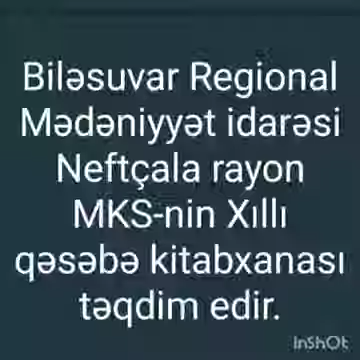 Biləsuvar Regional
Mədəniyyət idarəsi
Neftçala rayon
MKS-nin Xıllı
qəsəbə kitabxanası
təqdim edir.
InShOt